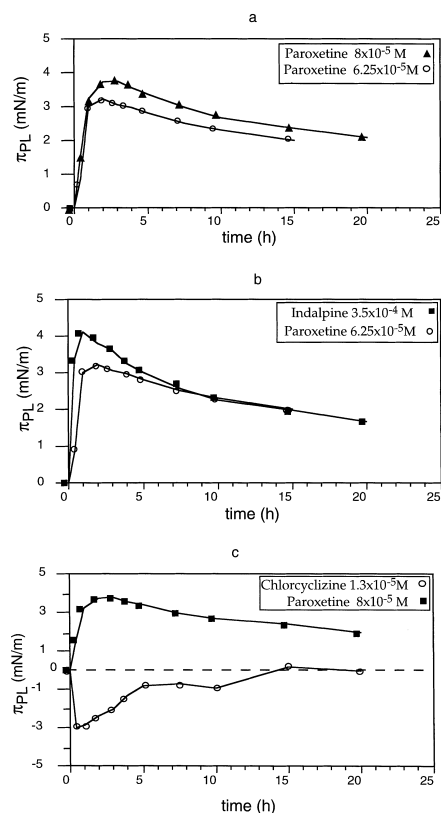 a
5
Paroxetine 8x10⁻⁵ M
4
Paroxetine 6.25x10⁻⁵M
3
2
1
0
πPL (mN/m)
0 5 10 15 20 25
time (h)
b
5
Indalpine 3.5x10⁻⁴ M
4
Paroxetine 6.25x10⁻⁵M
3
2
1
0
πPL (mN/m)
0 5 10 15 20 25
time (h)
c
5
Chlorcyclizine 1.3x10⁻⁵M
Paroxetine 8x10⁻⁵ M
3
1
0
-1
-3
-5
πPL (mN/m)
0 5 10 15 20 25
time (h)